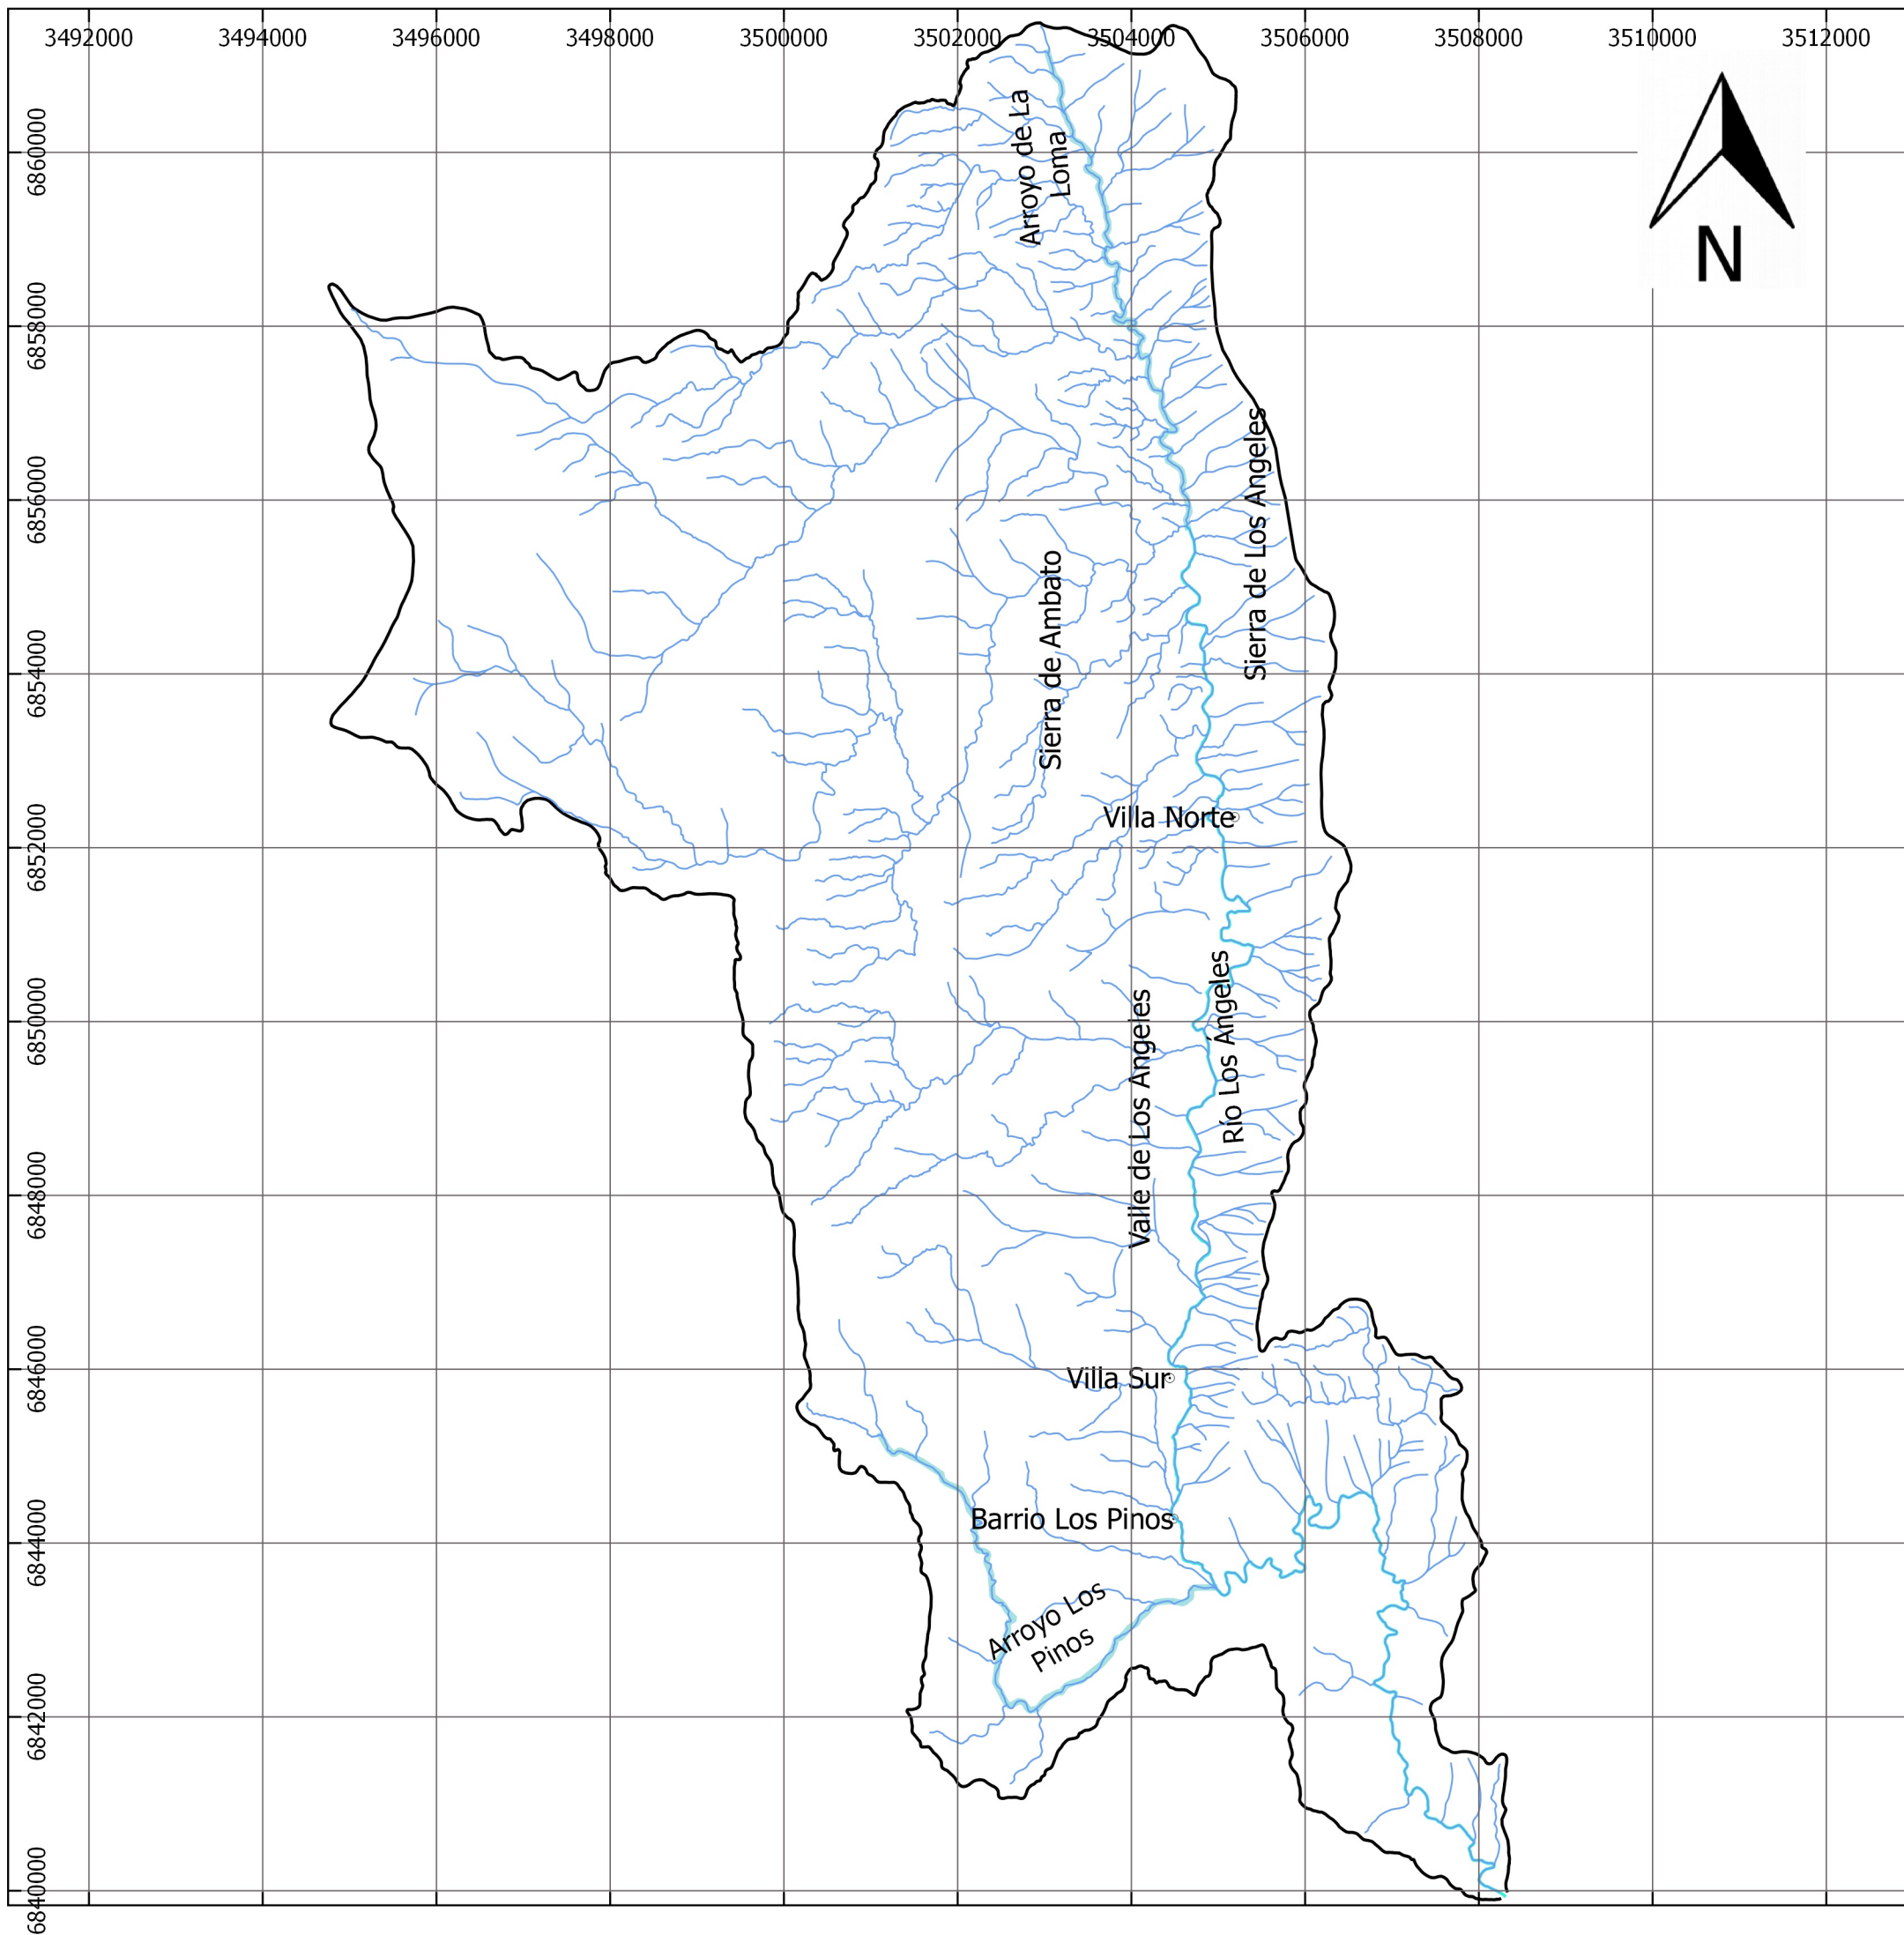 3492000 3494000 3496000 3498000 3500000 3502000 3504000 3506000 3508000 3510000 3512000
6860000
6858000
6856000
6854000
6852000
6850000
6848000
6846000
6844000
6842000
6840000
N
Arroyo de La
Loma
Sierra de Los Angeles
Sierra de Ambato
Villa Norte
Río Los Ángeles
Valle de Los Angeles
Villa Sur
Barrio Los Pinos
Arroyo Los
Pinos